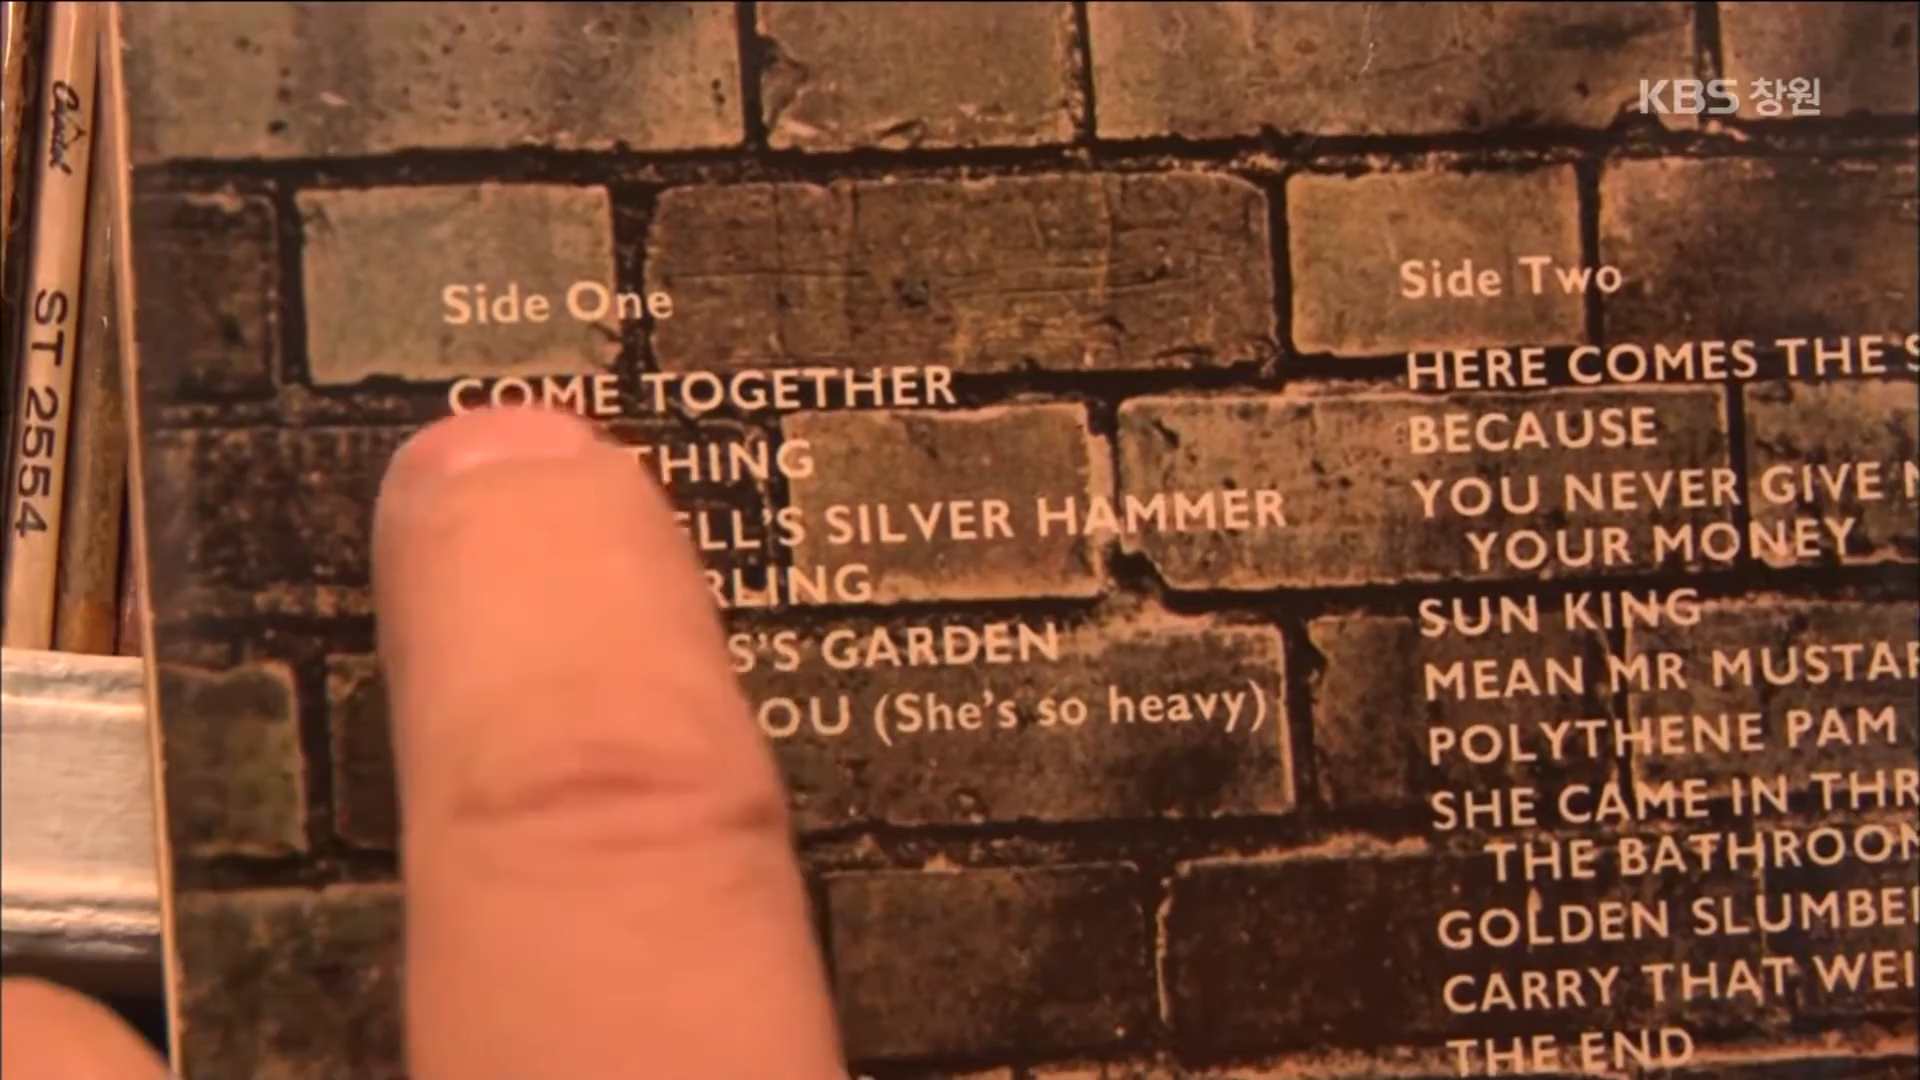 KBS 창원
ST 2554
Side One
COME TOGETHER
THING
ELL'S SILVER HAMMER
RLING
S'S GARDEN
OU (She's so heavy)
Side Two
HERE COMES THE S
BECAUSE
YOU NEVER GIVE M
YOUR MONEY
SUN KING
MEAN MR MUSTAR
POLYTHENE PAM
SHE CAME IN THR
THE BATHROOM
GOLDEN SLUMBE
CARRY THAT WEI
THE END